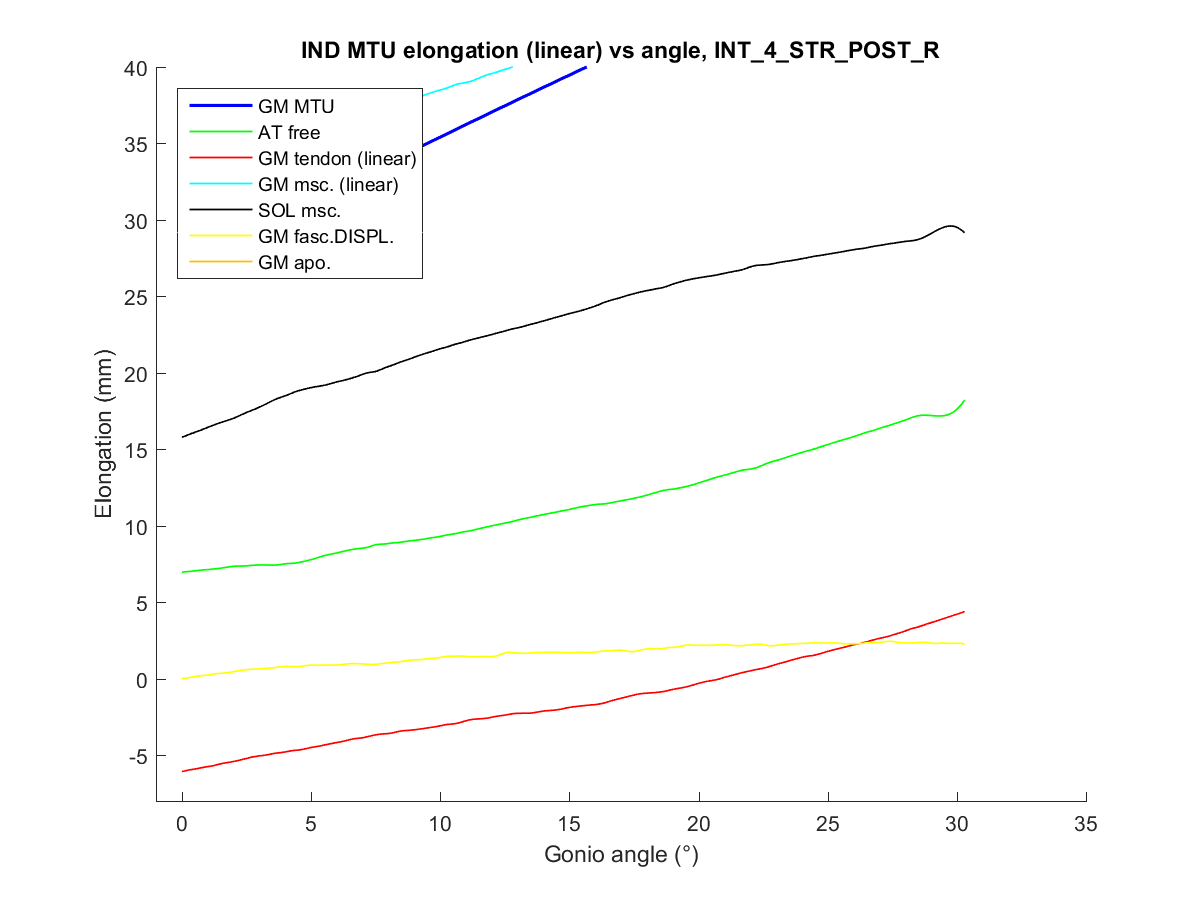 IND MTU elongation (linear) vs angle, INT_4_STR_POST_R
40
35
30
25
20
15
10
5
0
-5
Elongation (mm)
GM MTU
AT free
GM tendon (linear)
GM msc. (linear)
SOL msc.
GM fasc.DISPL.
GM apo.
0 5 10 15 20 25 30 35
Gonio angle (°)